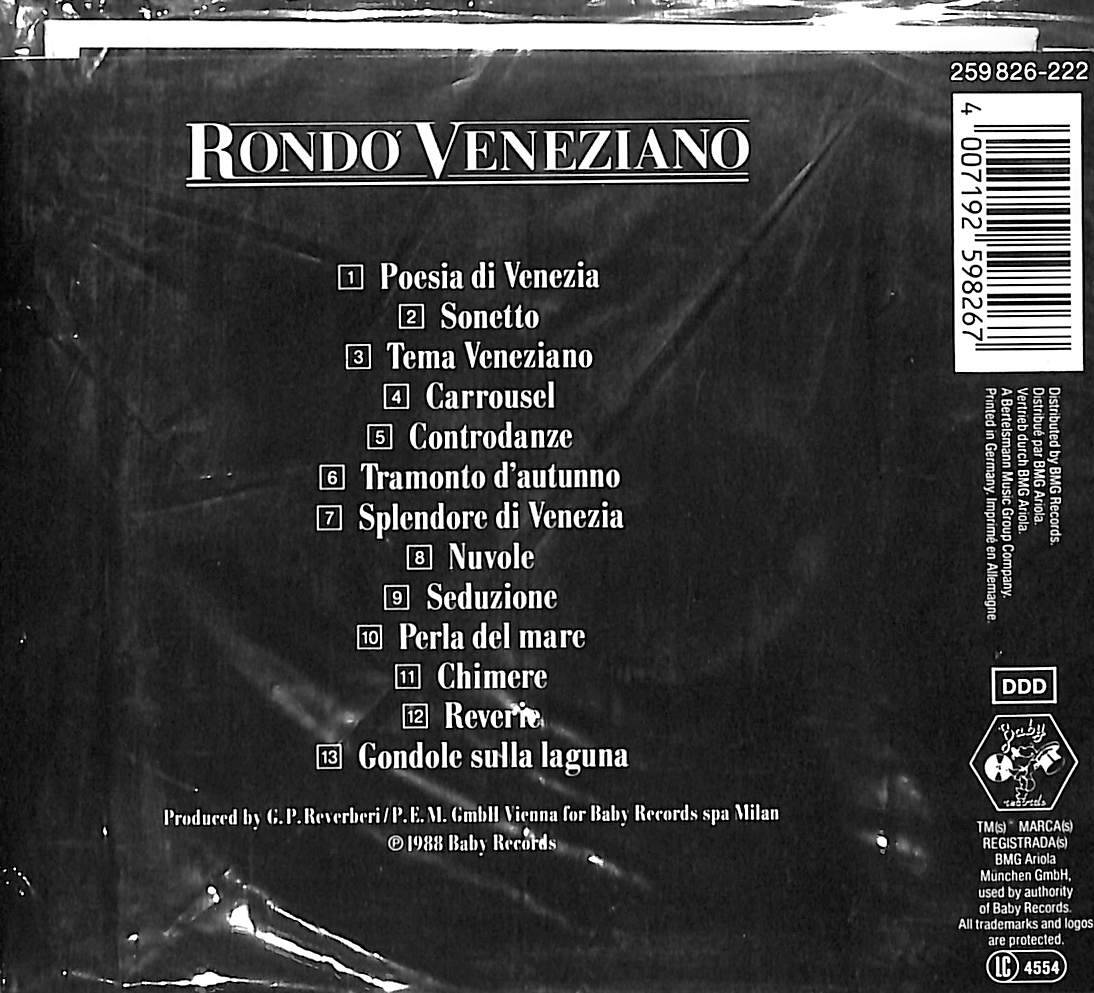 259 826-222
4 007192 598267
RONDO' VENEZIANO
1 Poesia di Venezia
2 Sonetto
3 Tema Veneziano
4 Carrousel
5 Controdanze
6 Tramonto d'autunno
7 Splendore di Venezia
8 Nuvole
9 Seduzione
10 Perla del mare
11 Chimere
12 Reverie
13 Gondole sulla laguna
Produced by G.P.Reverberi/P.E.M. GmbH Vienna for Baby Records spa Milan
℗1988 Baby Records
Distributed by BMG Records.
Distribué par BMG Ariola.
Vertrieb durch BMG Ariola.
A Bertelsmann Music Group Company.
Printed in Germany. Imprimé en Allemagne.
DDD
Baby
records
TM(s) MARCA(s)
REGISTRADA(s)
BMG Ariola
München GmbH,
used by authority
of Baby Records.
All trademarks and logos
are protected.
LC 4554